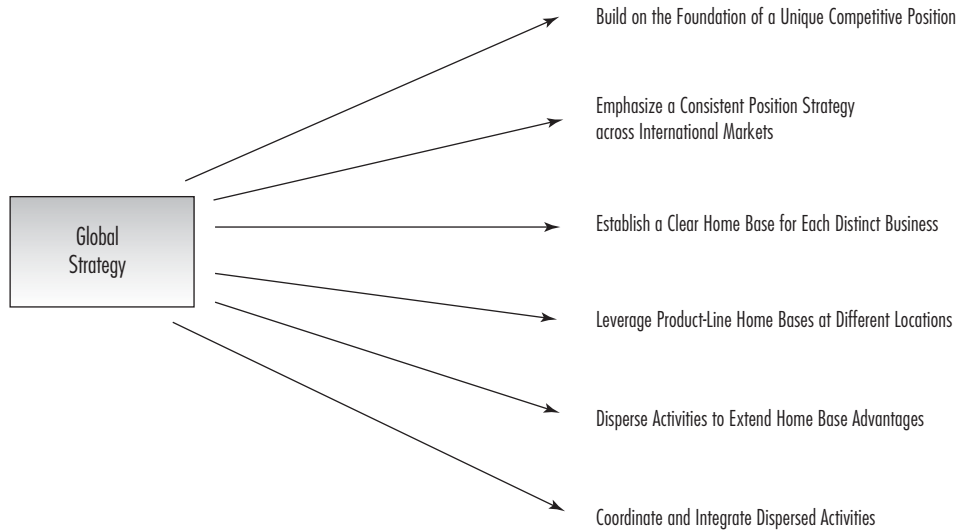 Build on the Foundation of a Unique Competitive Position
Emphasize a Consistent Position Strategy
across International Markets
Global
Strategy
Establish a Clear Home Base for Each Distinct Business
Leverage Product-Line Home Bases at Different Locations
Disperse Activities to Extend Home Base Advantages
Coordinate and Integrate Dispersed Activities